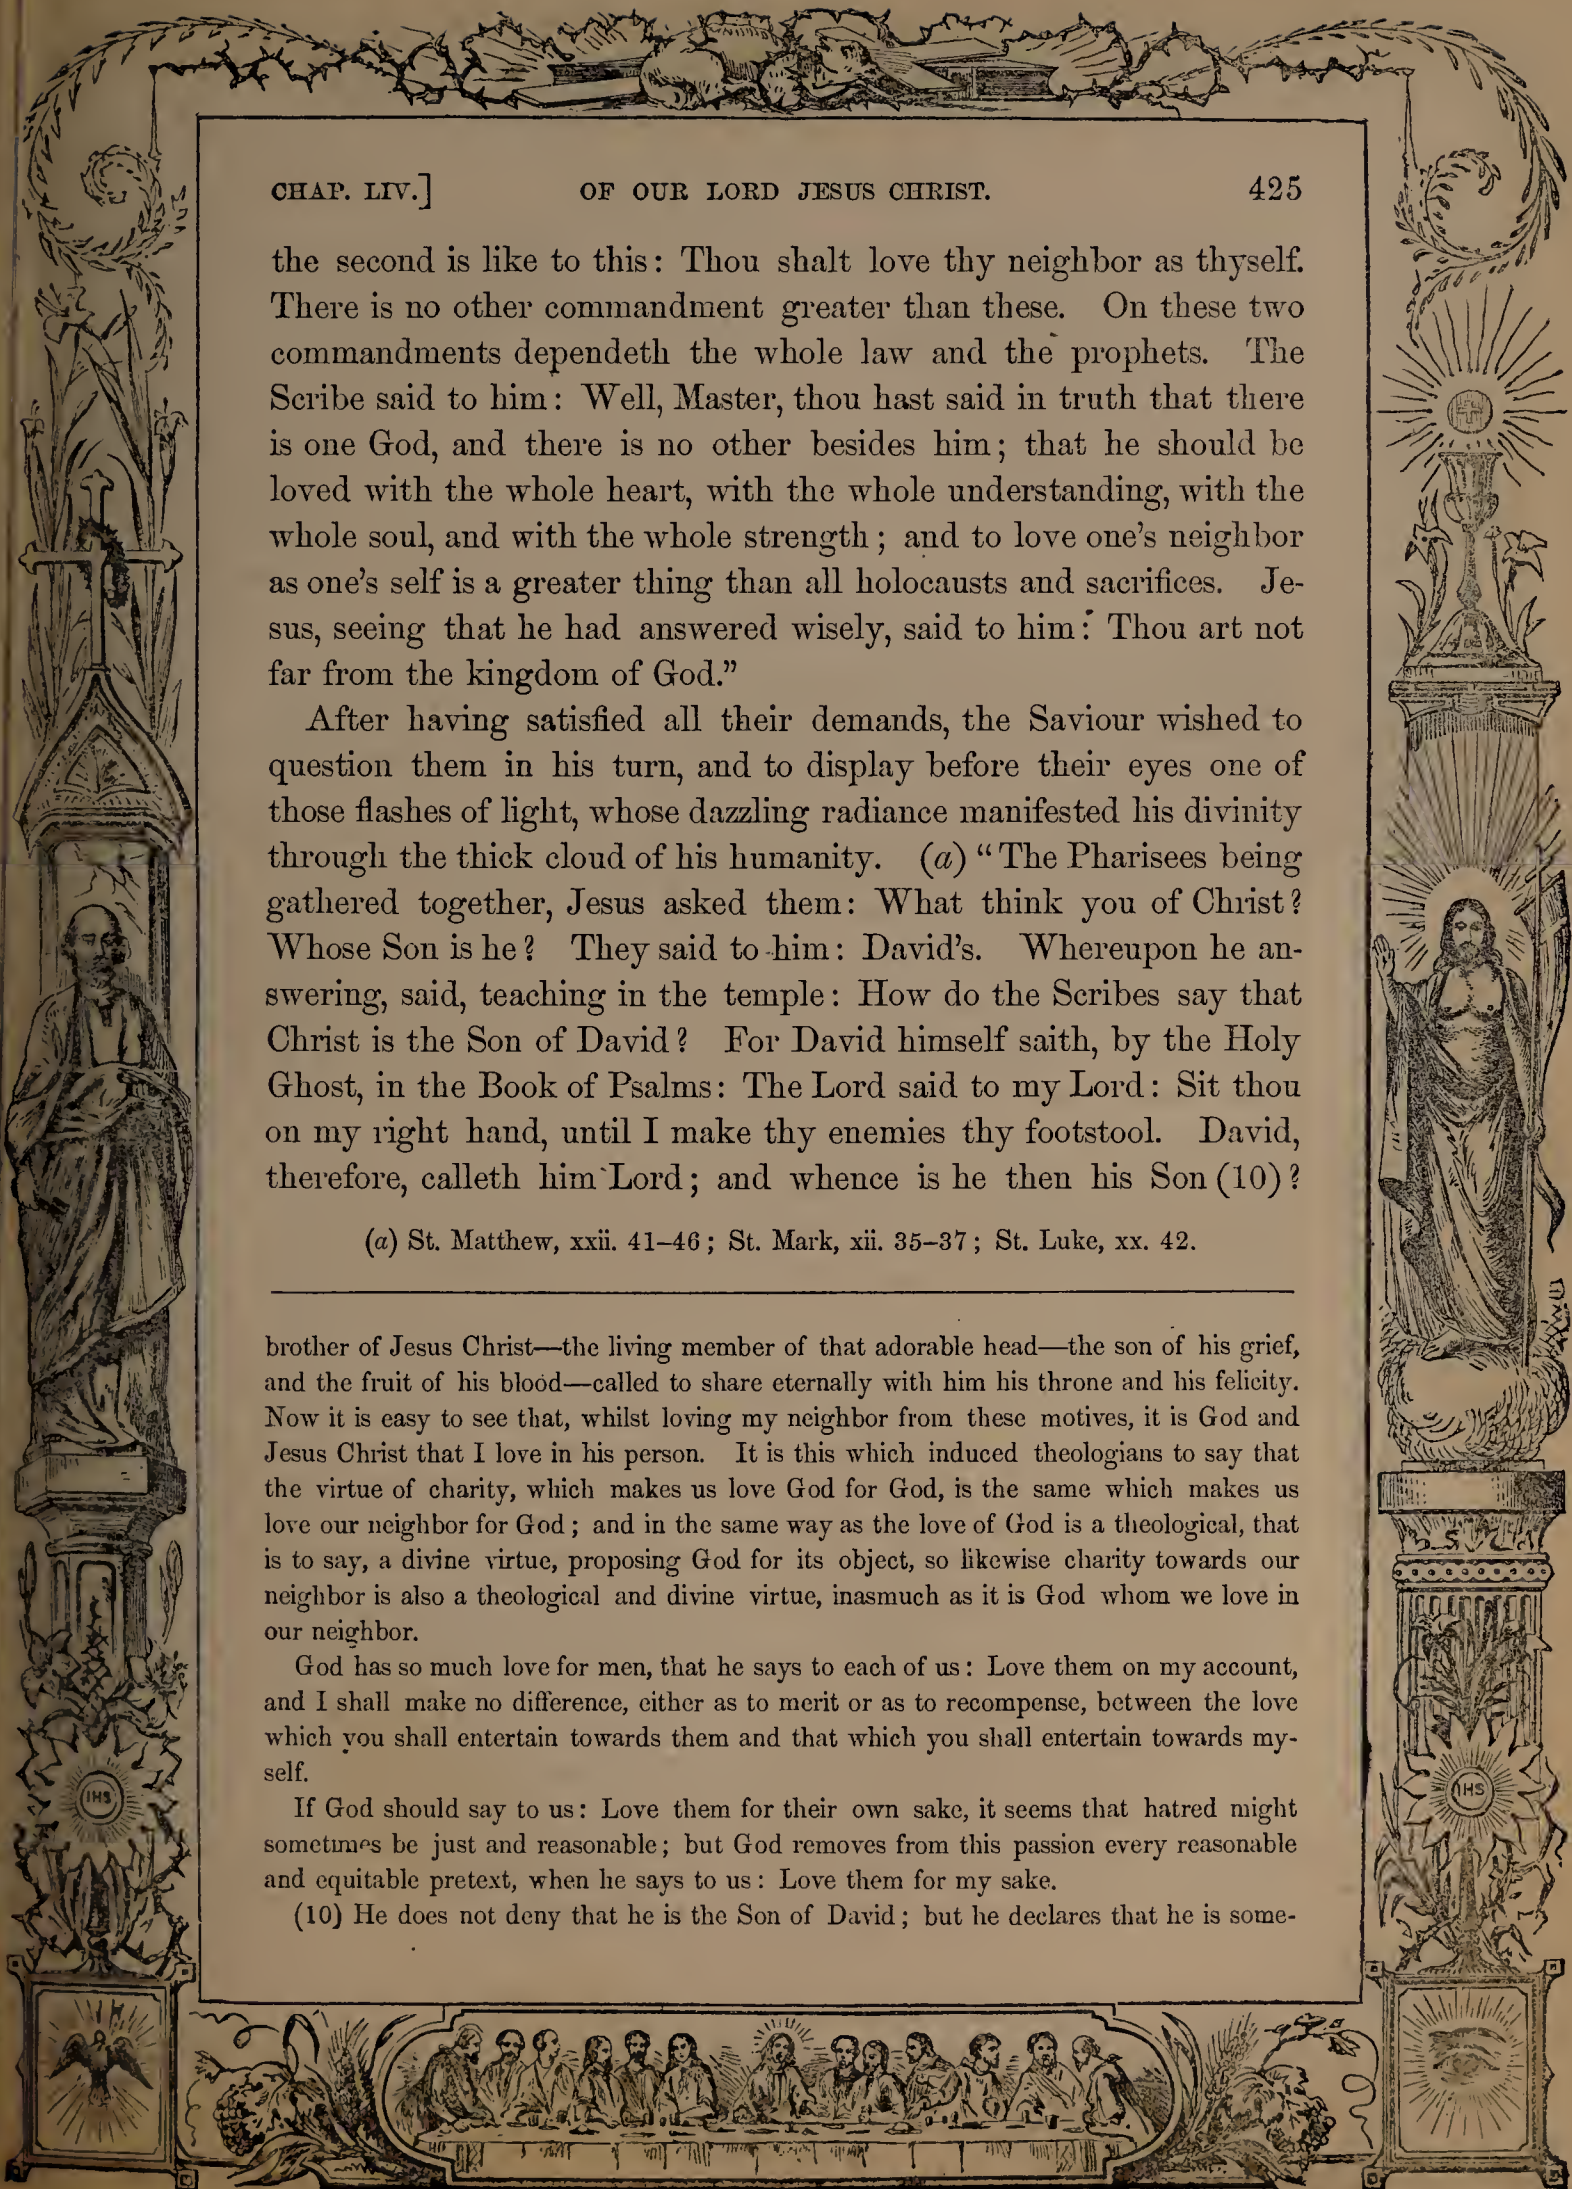 CHAP. LIV.] OF OUR LORD JESUS CHRIST. 425
the second is like to this: Thou shalt love thy neighbor as thyself.
There is no other commandment greater than these. On these two
commandments dependeth the whole law and the prophets. The
Scribe said to him: Well, Master, thou hast said in truth that there
is one God, and there is no other besides him; that he should be
loved with the whole heart, with the whole understanding, with the
whole soul, and with the whole strength; and to love one's neighbor
as one's self is a greater thing than all holocausts and sacrifices. Je-
sus, seeing that he had answered wisely, said to him: Thou art not
far from the kingdom of God."
After having satisfied all their demands, the Saviour wished to
question them in his turn, and to display before their eyes one of
those flashes of light, whose dazzling radiance manifested his divinity
through the thick cloud of his humanity. (a) "The Pharisees being
gathered together, Jesus asked them: What think you of Christ?
Whose Son is he? They said to him: David's. Whereupon he an-
swering, said, teaching in the temple: How do the Scribes say that
Christ is the Son of David? For David himself saith, by the Holy
Ghost, in the Book of Psalms: The Lord said to my Lord: Sit thou
on my right hand, until I make thy enemies thy footstool. David,
therefore, calleth him Lord; and whence is he then his Son (10)?
(a) St. Matthew, xxii. 41–46; St. Mark, xii. 35–37; St. Luke, xx. 42.
brother of Jesus Christ—the living member of that adorable head—the son of his grief,
and the fruit of his blood—called to share eternally with him his throne and his felicity.
Now it is easy to see that, whilst loving my neighbor from these motives, it is God and
Jesus Christ that I love in his person. It is this which induced theologians to say that
the virtue of charity, which makes us love God for God, is the same which makes us
love our neighbor for God; and in the same way as the love of God is a theological, that
is to say, a divine virtue, proposing God for its object, so likewise charity towards our
neighbor is also a theological and divine virtue, inasmuch as it is God whom we love in
our neighbor.
God has so much love for men, that he says to each of us: Love them on my account,
and I shall make no difference, either as to merit or as to recompense, between the love
which you shall entertain towards them and that which you shall entertain towards my-
self.
If God should say to us: Love them for their own sake, it seems that hatred might
sometimes be just and reasonable; but God removes from this passion every reasonable
and equitable pretext, when he says to us: Love them for my sake.
(10) He does not deny that he is the Son of David; but he declares that he is some-
IHS
IHS